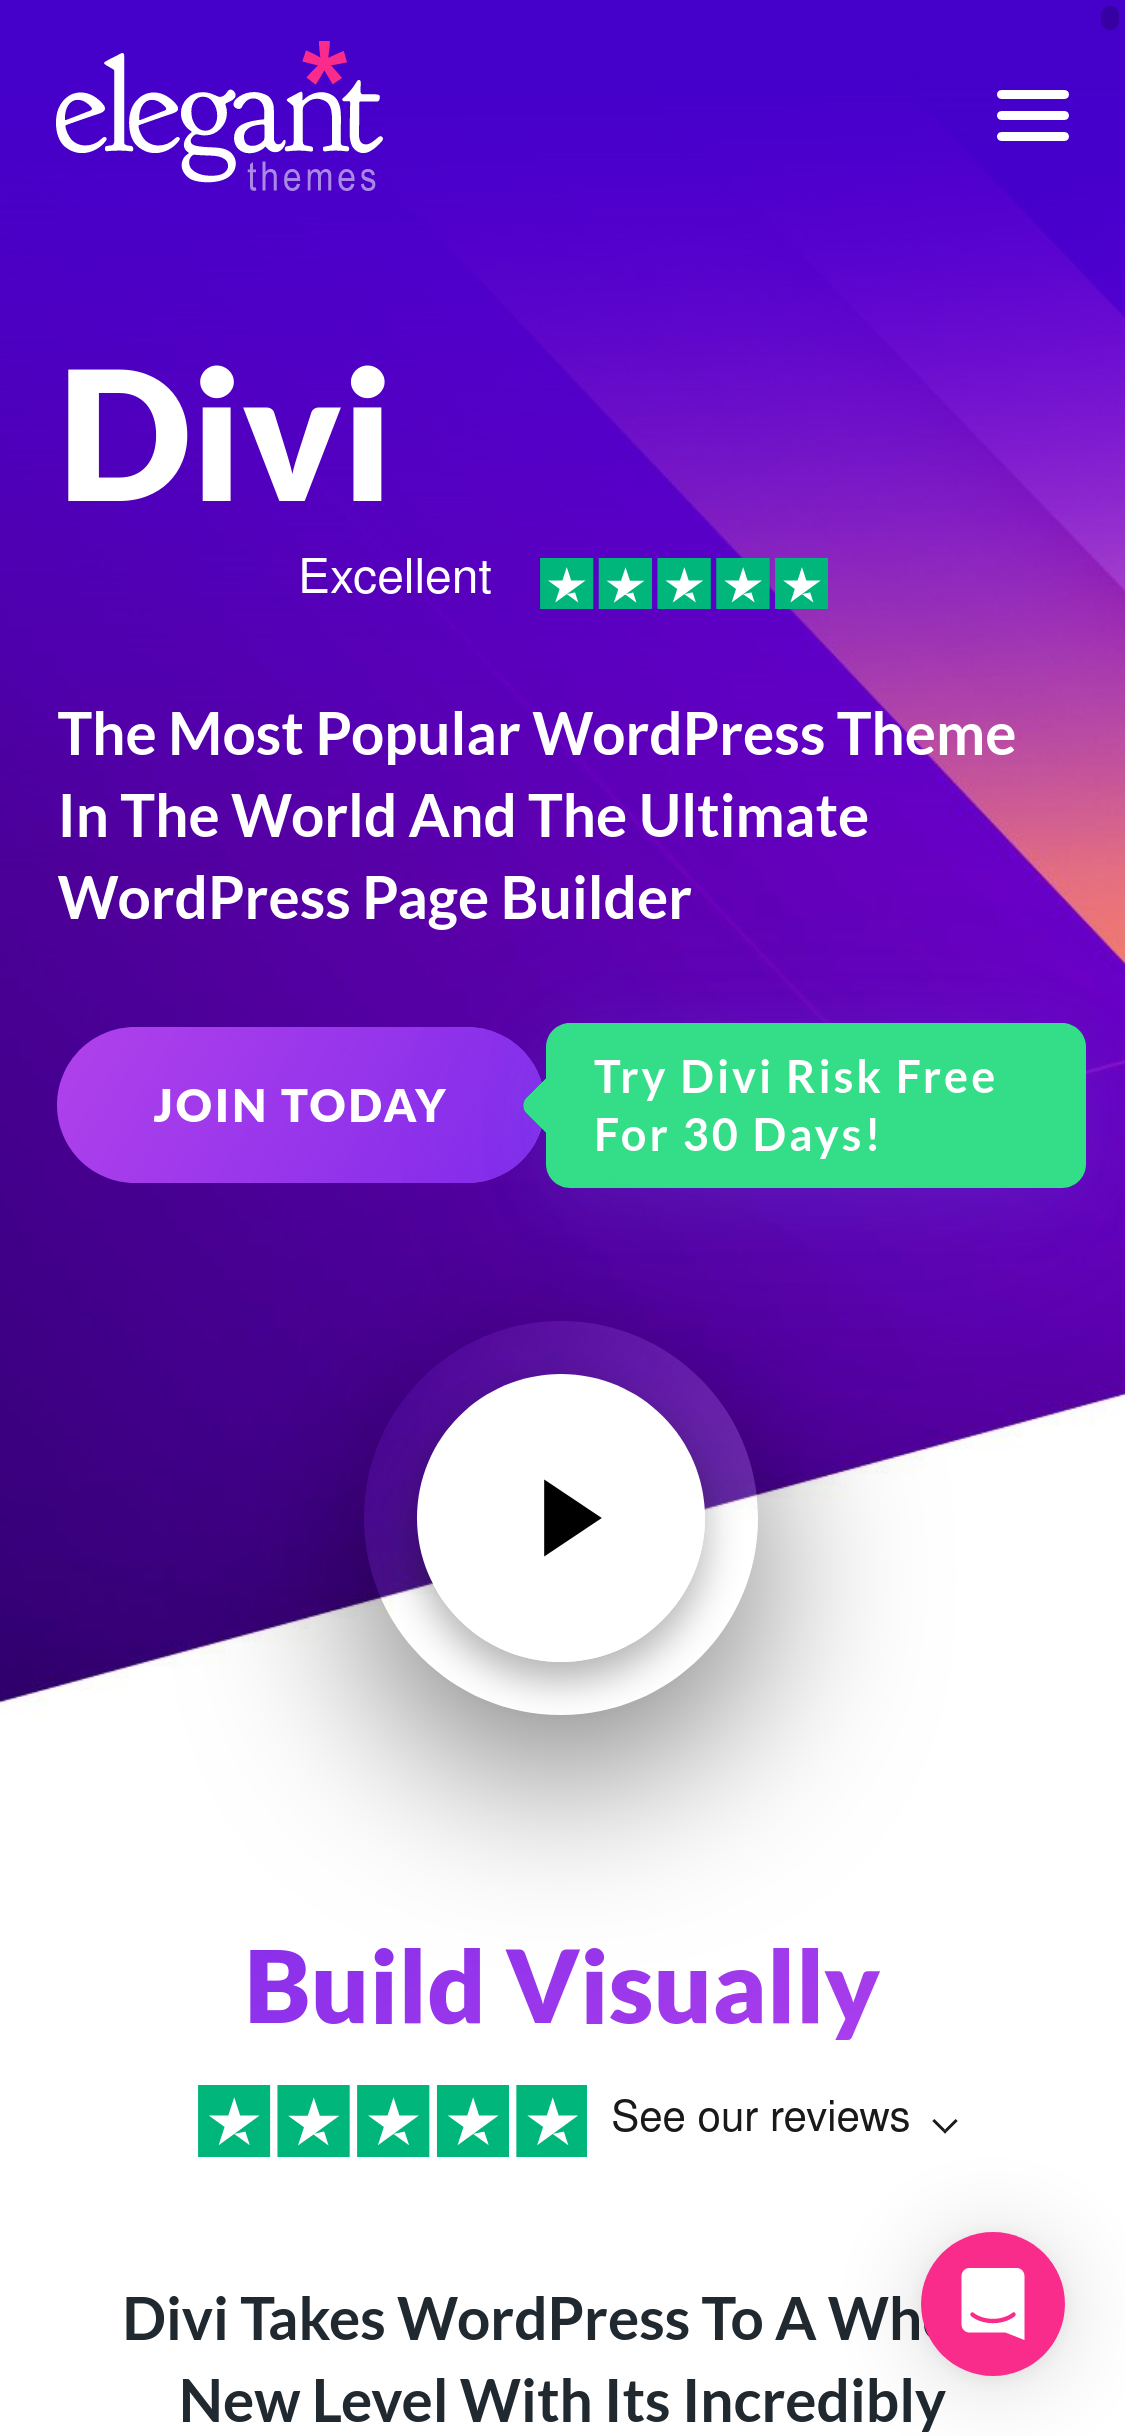 elegant
themes
Divi
Excellent
The Most Popular WordPress Theme
In The World And The Ultimate
WordPress Page Builder
JOIN TODAY
Try Divi Risk Free
For 30 Days!
Build Visually
See our reviews
Divi Takes WordPress To A
New Level With Its Incredibly